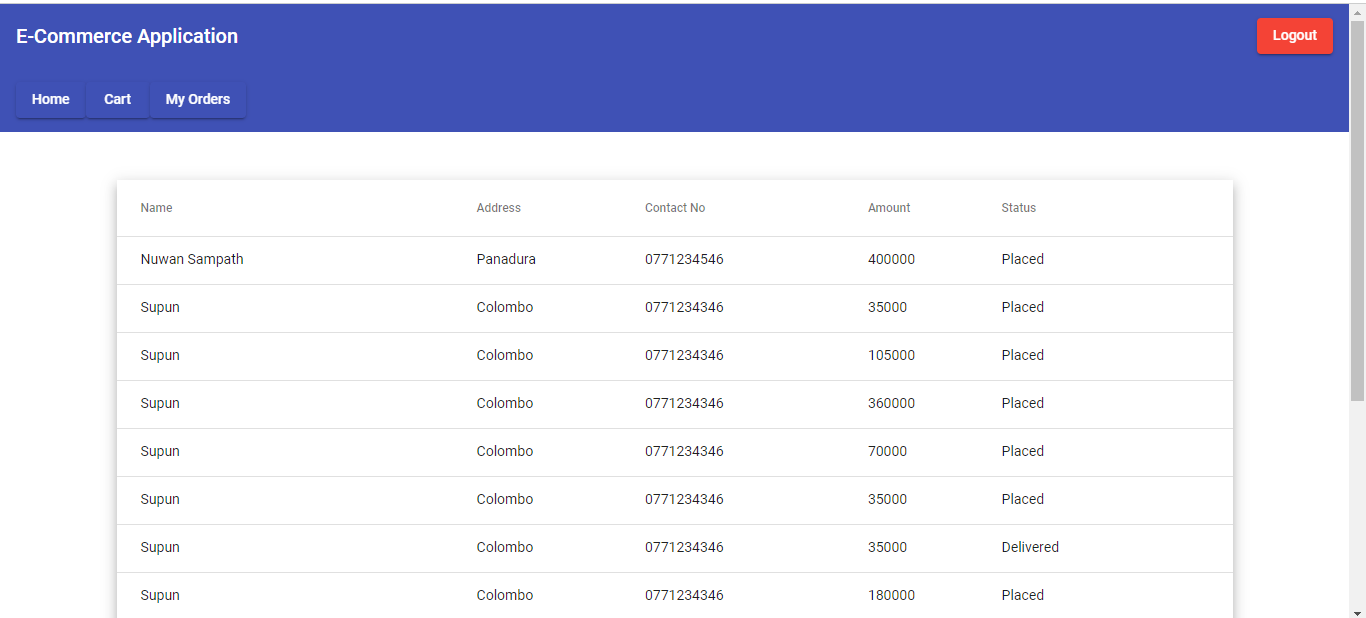 E-Commerce Application Logout
Home Cart My Orders
Name Address Contact No Amount Status
Nuwan Sampath Panadura 0771234546 400000 Placed
Supun Colombo 0771234346 35000 Placed
Supun Colombo 0771234346 105000 Placed
Supun Colombo 0771234346 360000 Placed
Supun Colombo 0771234346 70000 Placed
Supun Colombo 0771234346 35000 Placed
Supun Colombo 0771234346 35000 Delivered
Supun Colombo 0771234346 180000 Placed